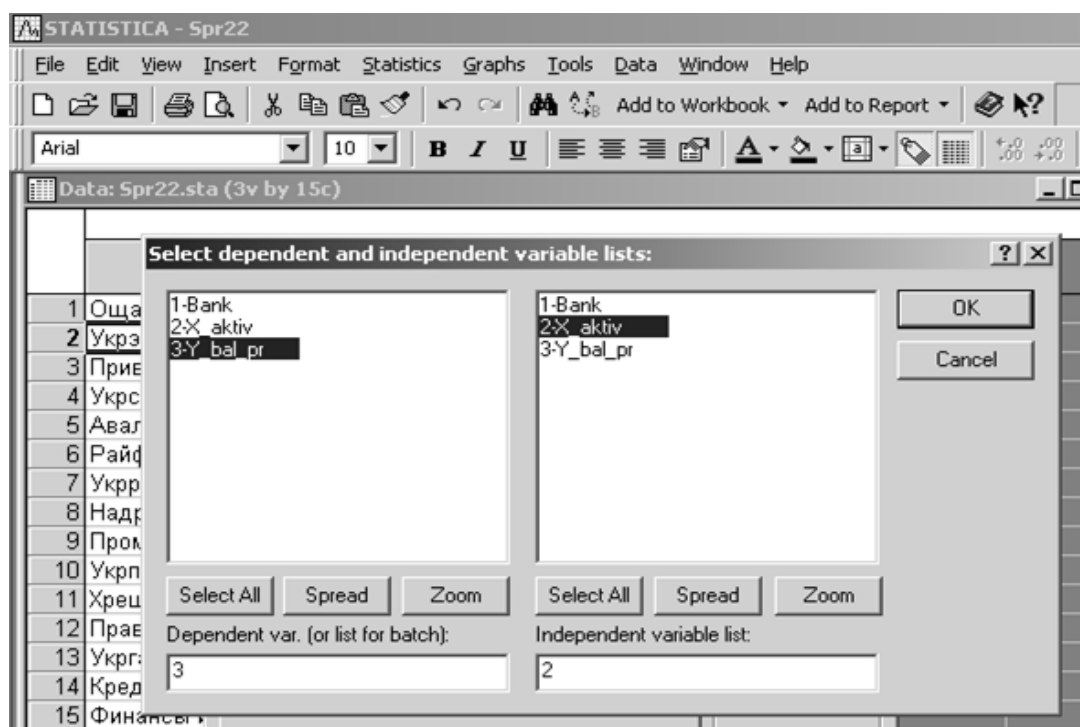 STATISTICA - Spr22
File Edit View Insert Format Statistics Graphs Tools Data Window Help
Add to Workbook Add to Report
Arial 10 B I U A a
Data: Spr22.sta (3v by 15c)
Select dependent and independent variable lists:
1-Bank
2-X_aktiv
3-Y_bal_pr
1-Bank
2-X_aktiv
3-Y_bal_pr
OK
Cancel
Select All Spread Zoom
Select All Spread Zoom
Dependent var. (or list for batch):
3
Independent variable list:
2
1 Оща
2 Укрэ
3 Прив
4 Укрс
5 Авал
6 Райф
7 Укрр
8 Надр
9 Пром
10 Укрп
11 Хрещ
12 Прав
13 Укрг
14 Кред
15 Финансы